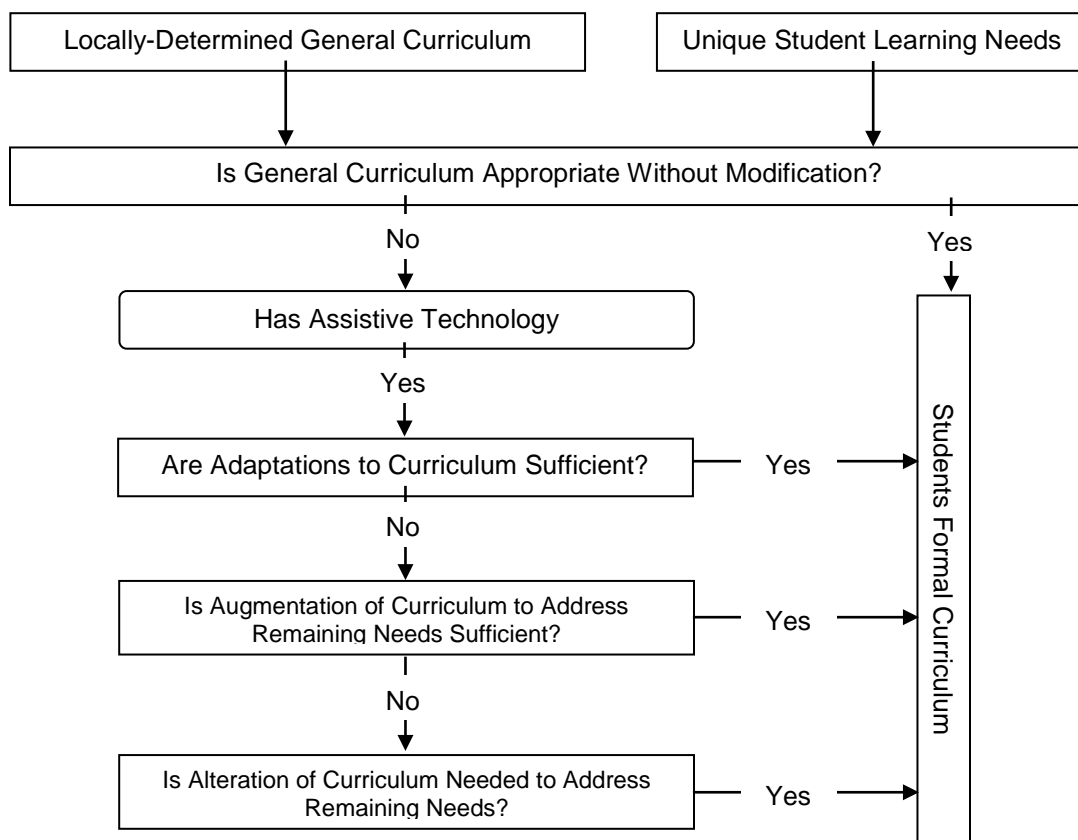 Locally-Determined General Curriculum
Unique Student Learning Needs
Is General Curriculum Appropriate Without Modification?
No
Yes
Has Assistive Technology
Yes
Are Adaptations to Curriculum Sufficient?
Yes
No
Is Augmentation of Curriculum to Address
Remaining Needs Sufficient?
Yes
No
Is Alteration of Curriculum Needed to Address
Remaining Needs?
Yes
Students Formal Curriculum